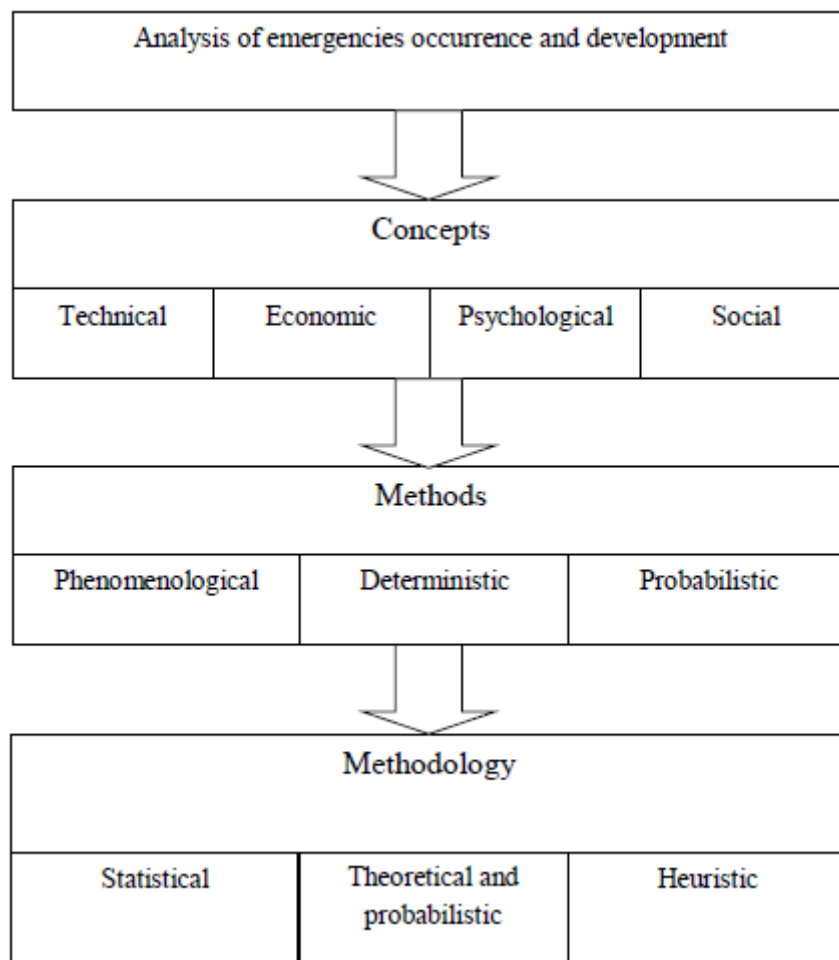 Analysis of emergencies occurrence and development
Concepts
Technical
Economic
Psychological
Social
Methods
Phenomenological
Deterministic
Probabilistic
Methodology
Statistical
Theoretical and
probabilistic
Heuristic